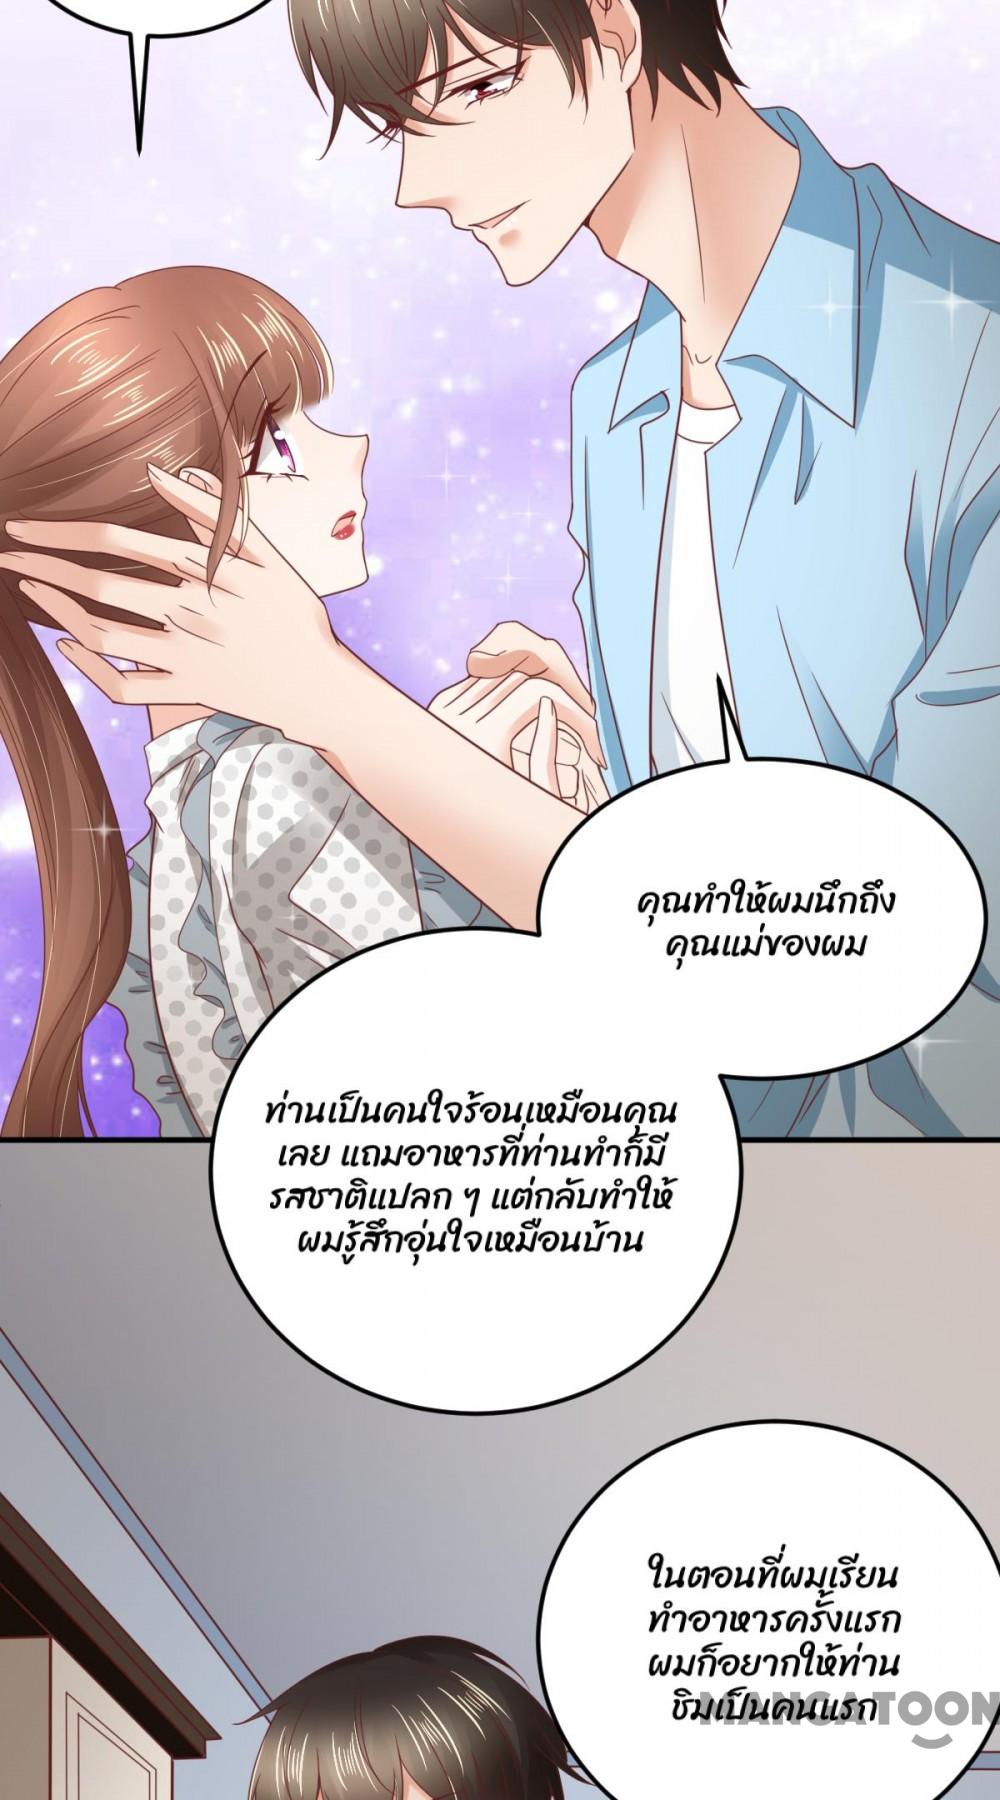 คุณทำให้ผมนึกถึง
คุณแม่ของผม
ท่านเป็นคนใจร้อนเหมือนคุณ
เลย แถมอาหารที่ท่านทำก็มี
รสชาติแปลก ๆ แต่กลับทำให้
ผมรู้สึกอุ่นใจเหมือนบ้าน
ในตอนที่ผมเรียน
ทำอาหารครั้งแรก
ผมก็อยากให้ท่าน
ชิมเป็นคนแรก
MANGATOON